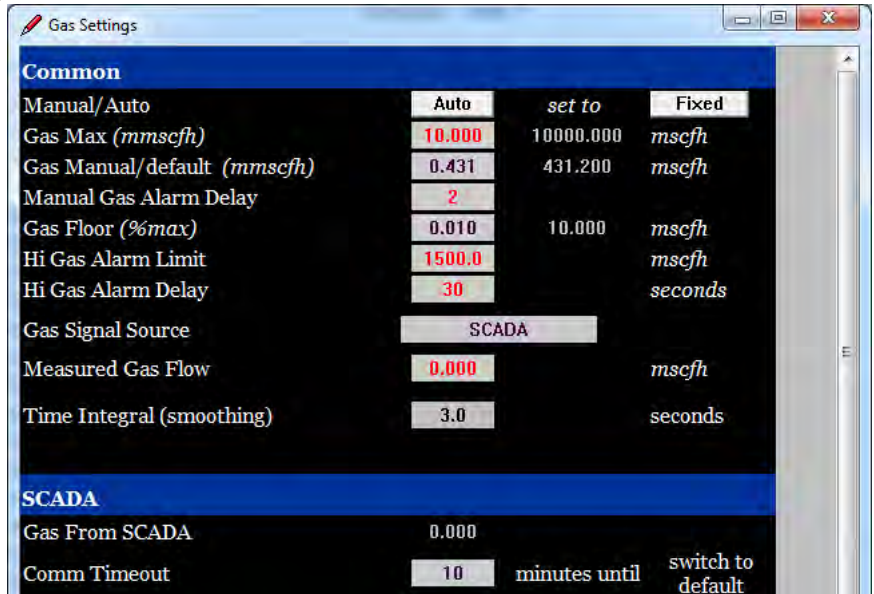 Gas Settings
Common
Manual/Auto Auto set to Fixed
Gas Max (mmscfh) 10.000 10000.000 mscfh
Gas Manual/default (mmscfh) 0.431 431.200 mscfh
Manual Gas Alarm Delay 2
Gas Floor (%max) 0.010 10.000 mscfh
Hi Gas Alarm Limit 1500.0 mscfh
Hi Gas Alarm Delay 30 seconds
Gas Signal Source SCADA
Measured Gas Flow 0.000 mscfh
Time Integral (smoothing) 3.0 seconds
SCADA
Gas From SCADA 0.000
Comm Timeout 10 minutes until switch to
default